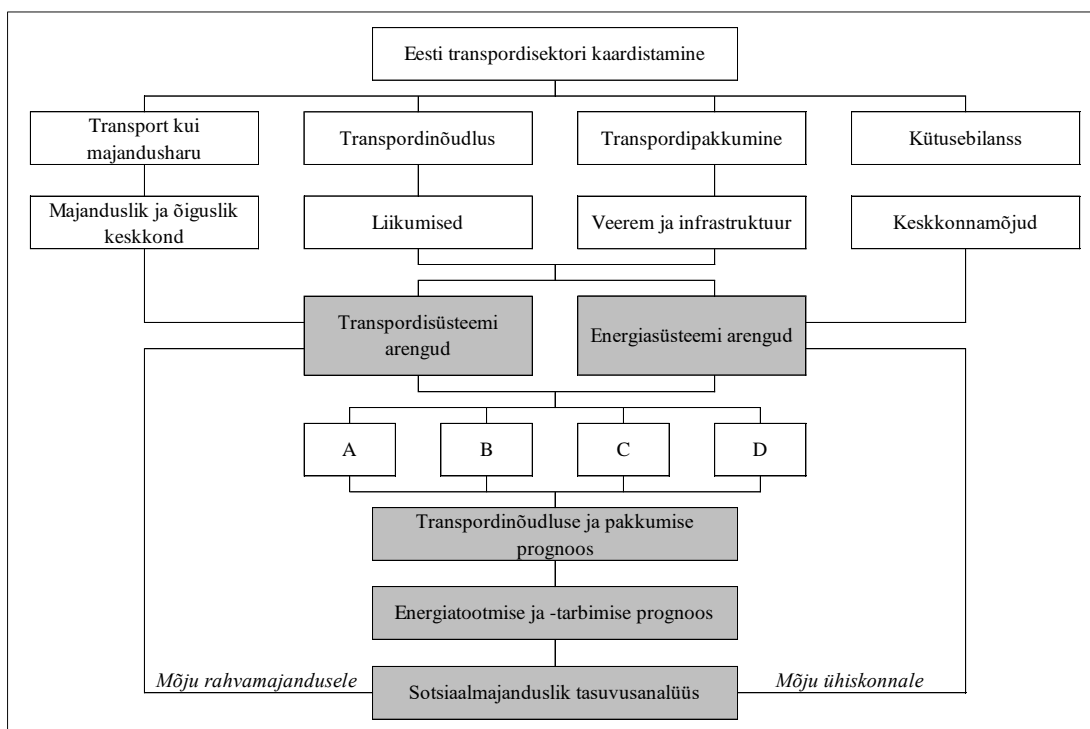 Eesti transpordisektori kaardistamine
Transport kui
majandusharu
Transpordinõudlus
Transpordipakkumine
Kütusebilanss
Majanduslik ja õiguslik
keskkond
Liikumised
Veerem ja infrastruktuur
Keskkonnamõjud
Transpordisüsteemi
arengud
Energiasüsteemi arengud
A
B
C
D
Transpordinõudluse ja pakkumise
prognoos
Energiatootmise ja -tarbimise prognoos
Mõju rahvamajandusele
Sotsiaalmajanduslik tasuvusanalüüs
Mõju ühiskonnale